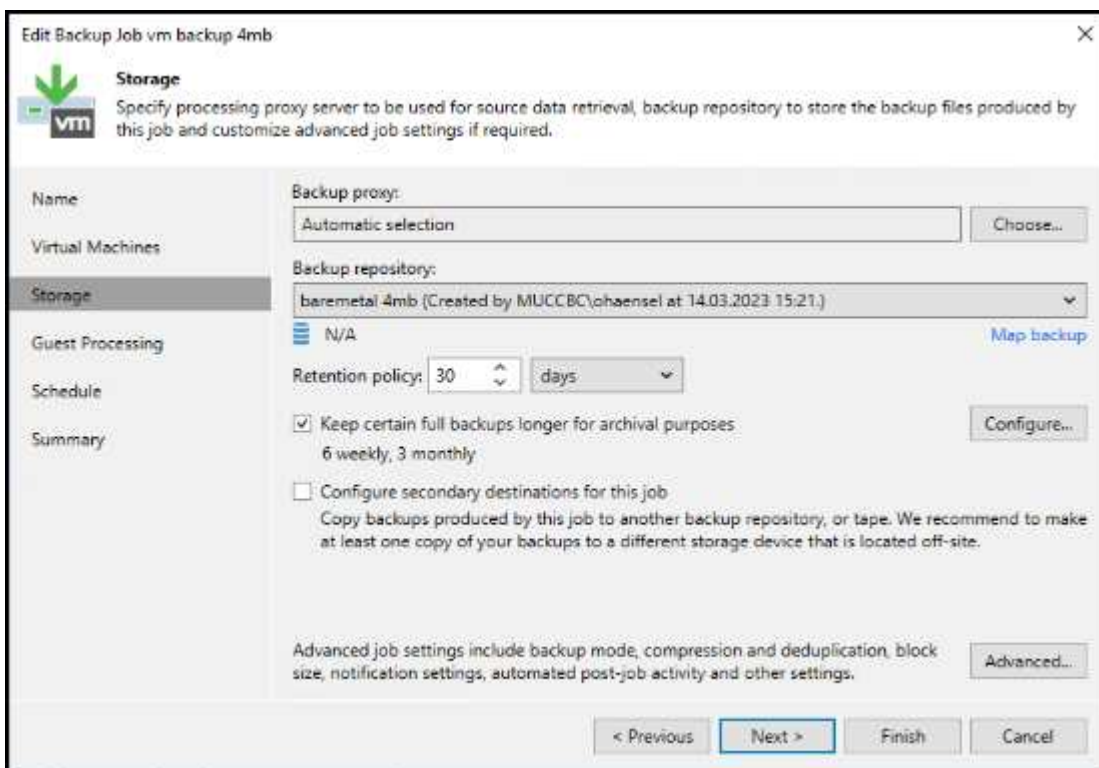 Edit Backup Job vm backup 4mb
Storage
Specify processing proxy server to be used for source data retrieval, backup repository to store the backup files produced by
this job and customize advanced job settings if required.
vm
Name
Virtual Machines
Storage
Guest Processing
Schedule
Summary
Backup proxy:
Automatic selection
Choose...
Backup repository:
baremetal 4mb (Created by MUCCBC\ohaensel at 14.03.2023 15:21.)
N/A
Map backup
Retention policy: 30 days
Keep certain full backups longer for archival purposes
Configure...
6 weekly, 3 monthly
Configure secondary destinations for this job
Copy backups produced by this job to another backup repository, or tape. We recommend to make
at least one copy of your backups to a different storage device that is located off-site.
Advanced job settings include backup mode, compression and deduplication, block
size, notification settings, automated post-job activity and other settings.
Advanced...
< Previous
Next >
Finish
Cancel